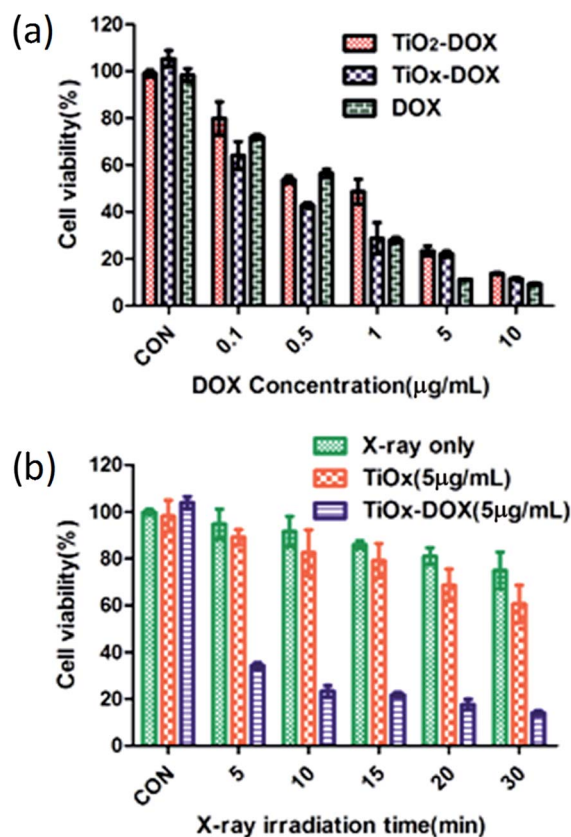 (a)
120
100
80
60
40
20
0
Cell viability(%)
TiO₂-DOX
TiOx-DOX
DOX
CON
0.1
0.5
1
5
10
DOX Concentration(μg/mL)
(b)
X-ray only
TiOx(5μg/mL)
TiOx-DOX(5μg/mL)
120
100
80
60
40
20
0
Cell viability(%)
CON
5
10
15
20
30
X-ray irradiation time(min)